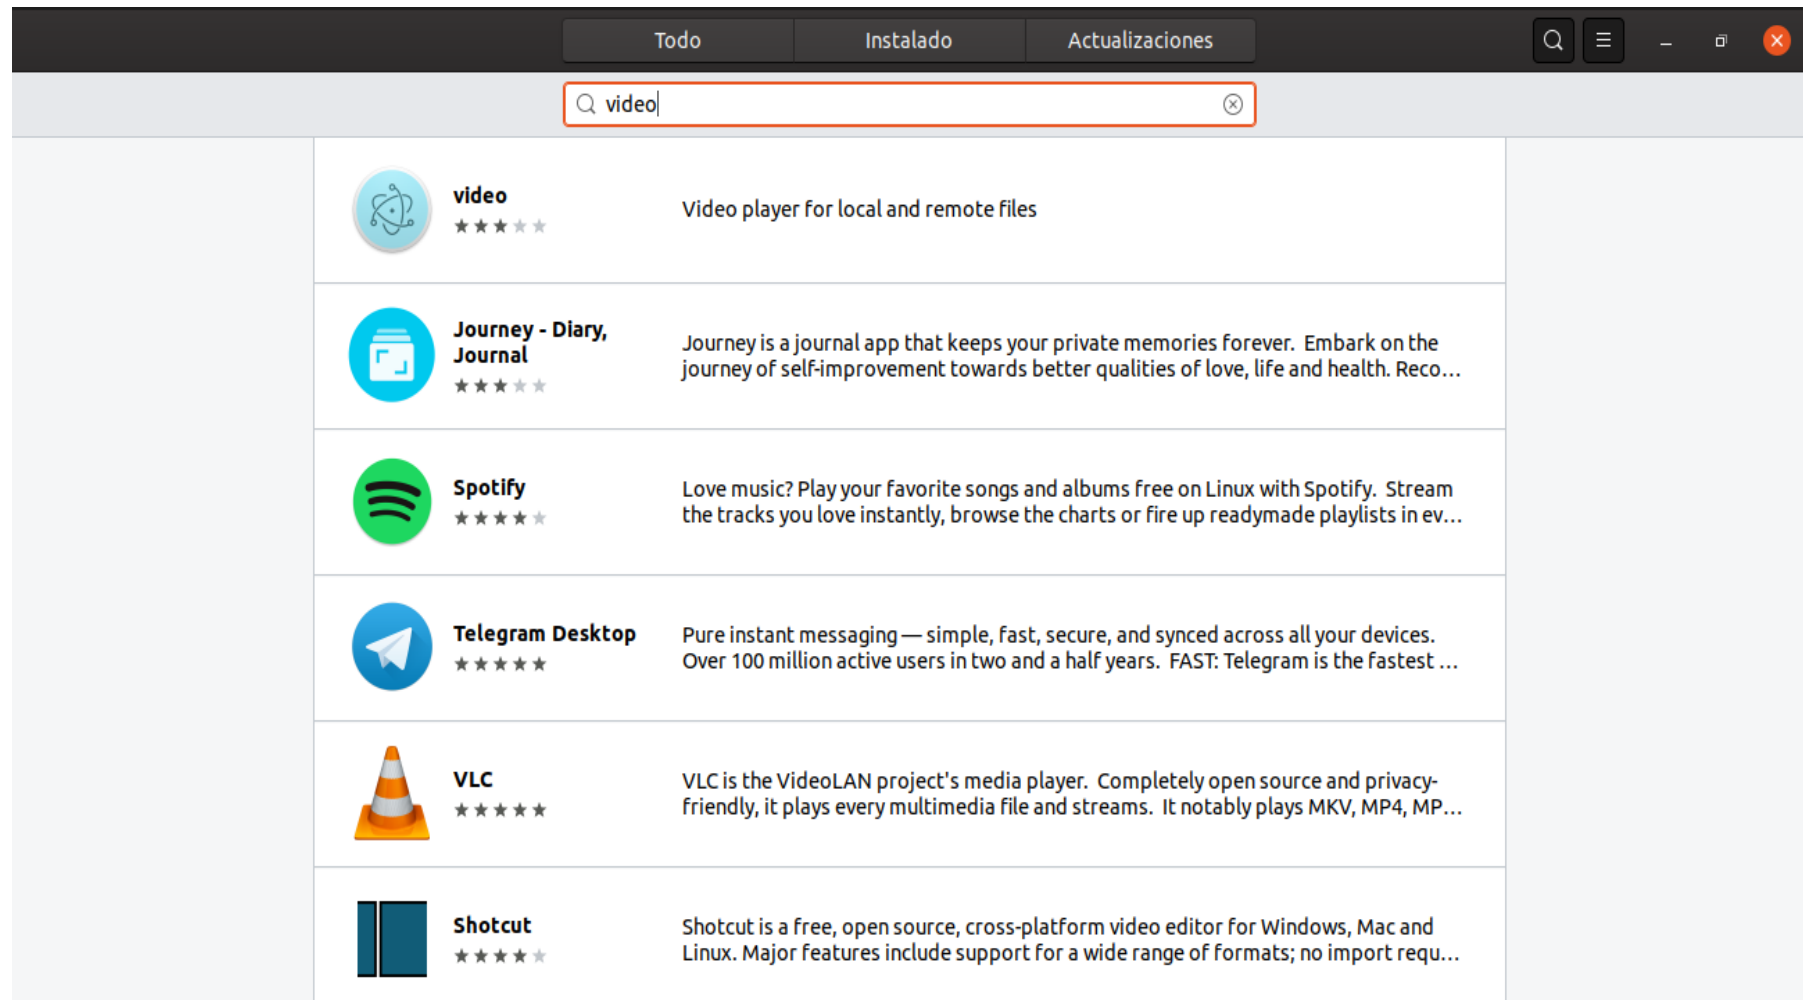 Todo Instalado Actualizaciones
video
video
Video player for local and remote files
Journey - Diary,
Journal
Journey is a journal app that keeps your private memories forever. Embark on the
journey of self-improvement towards better qualities of love, life and health. Reco...
Spotify
Love music? Play your favorite songs and albums free on Linux with Spotify. Stream
the tracks you love instantly, browse the charts or fire up readymade playlists in ev...
Telegram Desktop
Pure instant messaging — simple, fast, secure, and synced across all your devices.
Over 100 million active users in two and a half years. FAST: Telegram is the fastest ...
VLC
VLC is the VideoLAN project's media player. Completely open source and privacy-
friendly, it plays every multimedia file and streams. It notably plays MKV, MP4, MP...
Shotcut
Shotcut is a free, open source, cross-platform video editor for Windows, Mac and
Linux. Major features include support for a wide range of formats; no import requ...